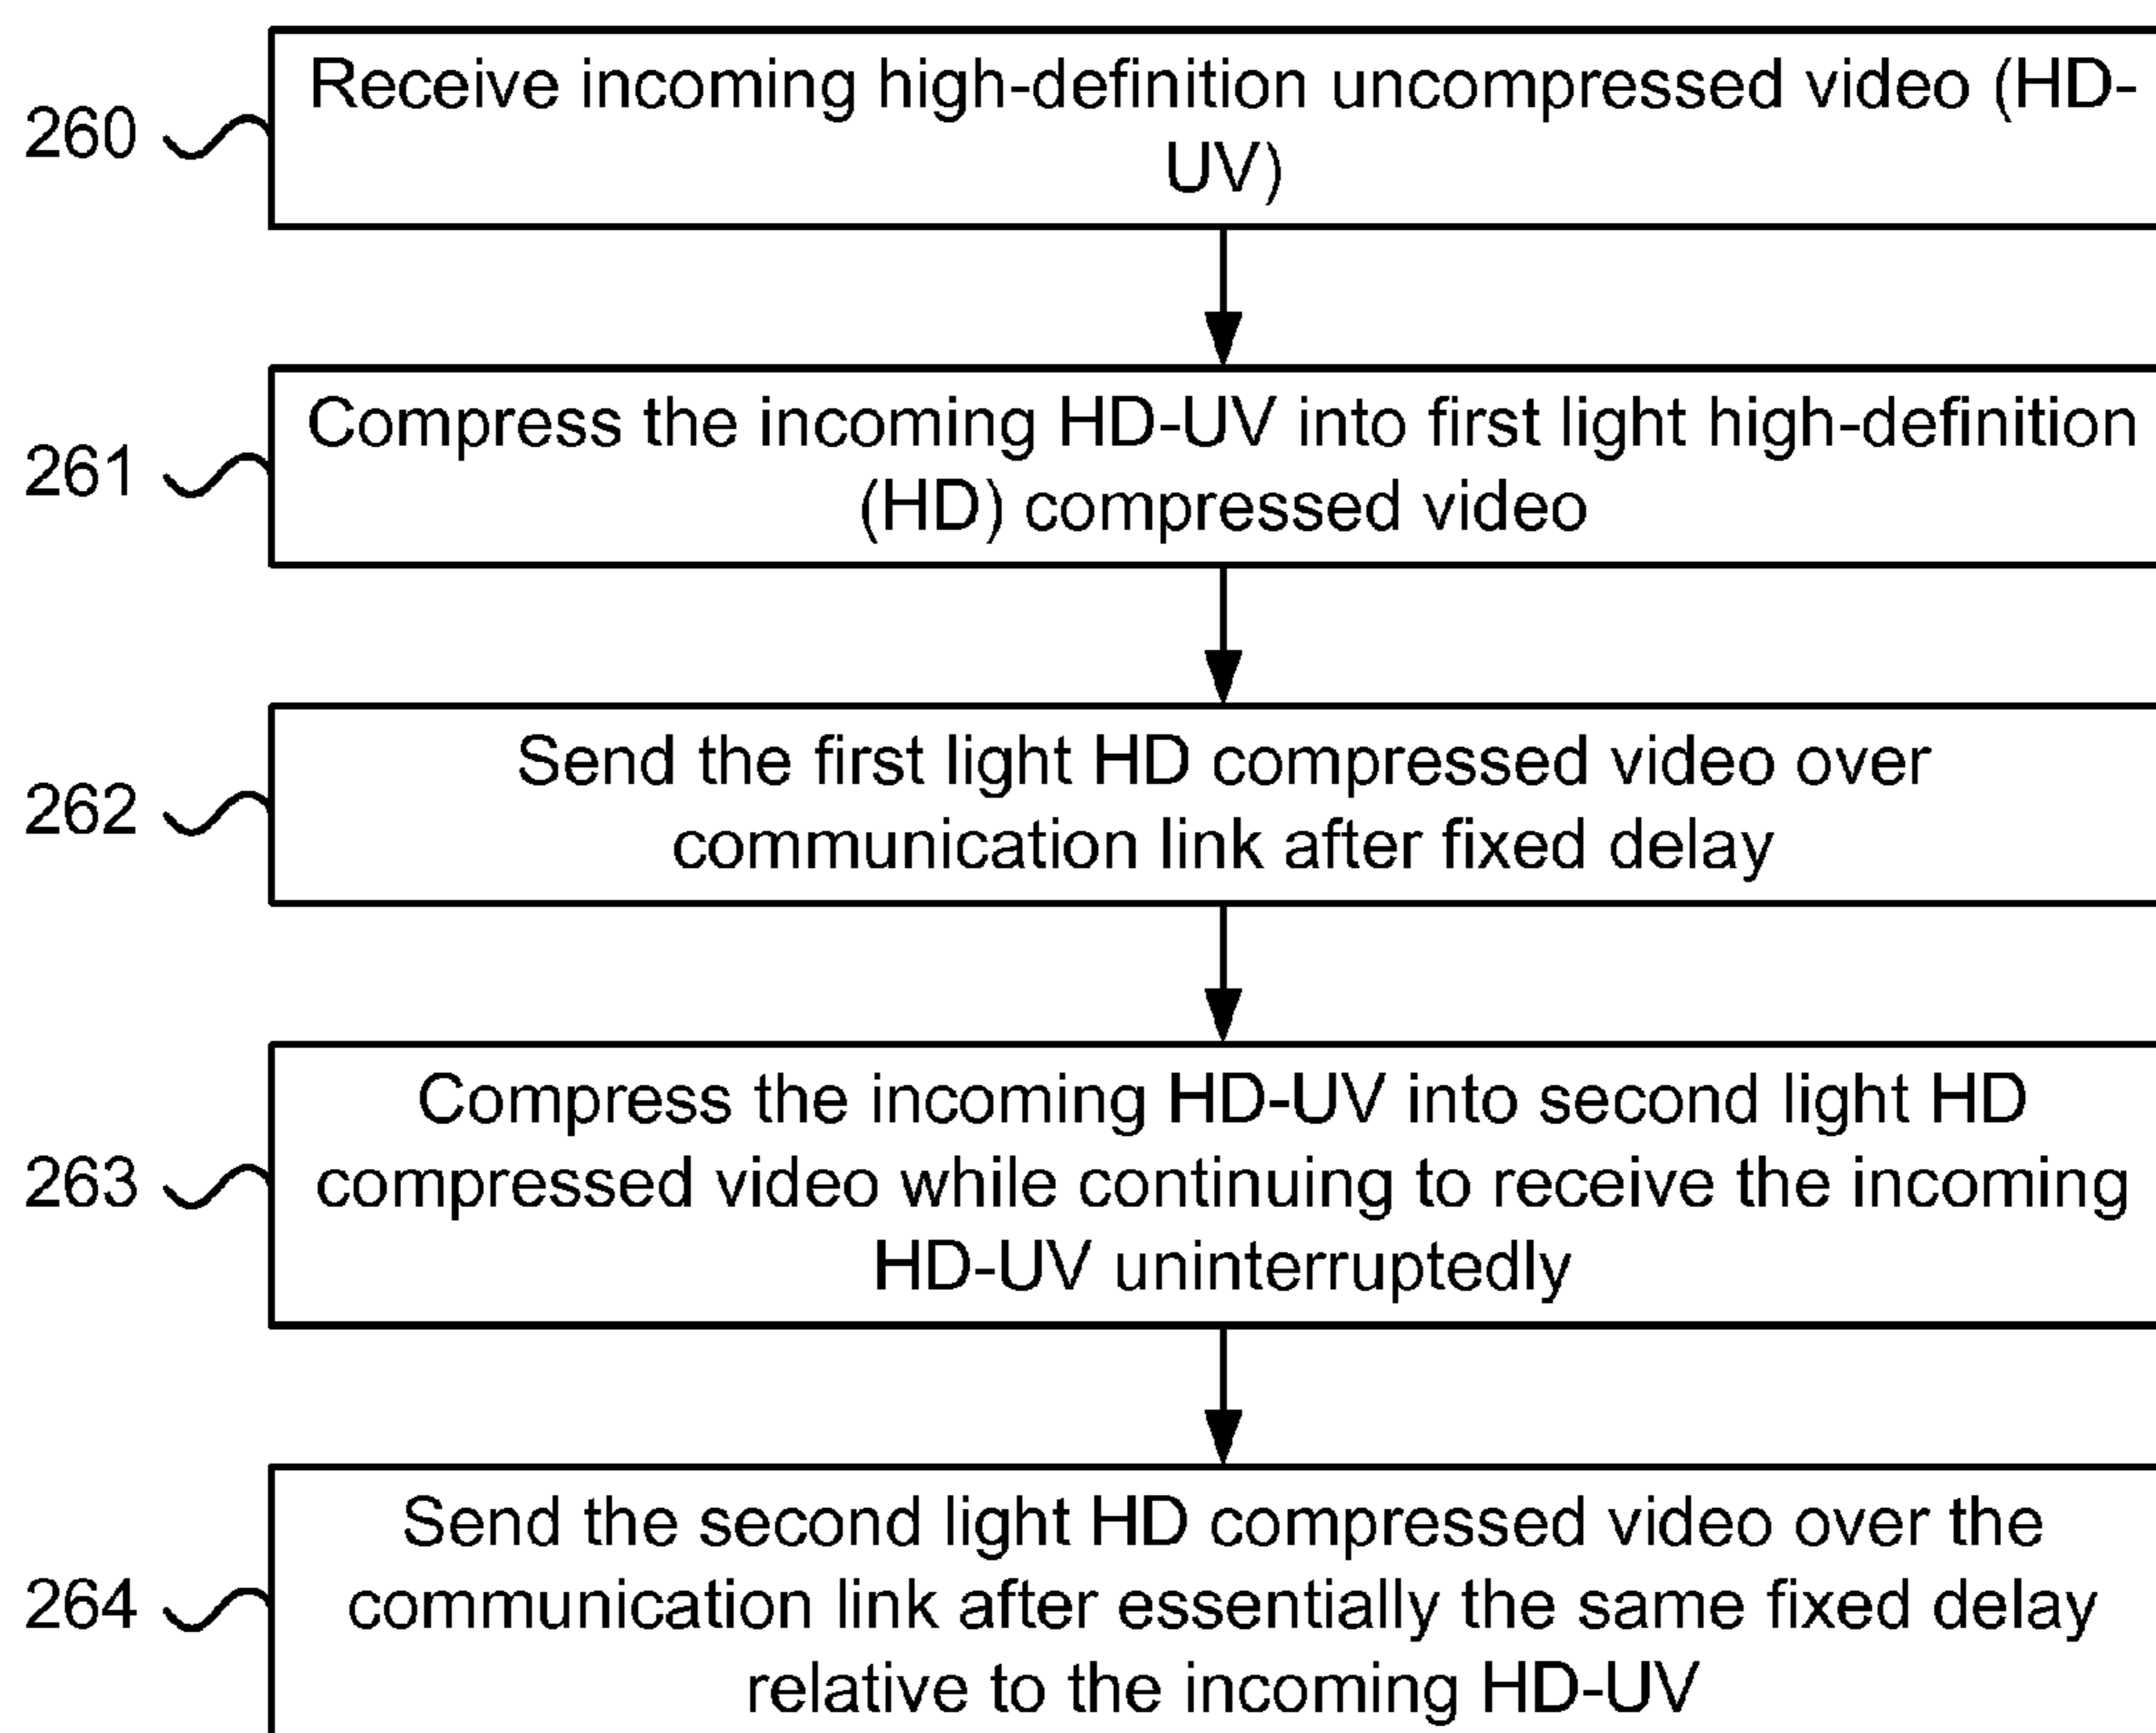 260
Receive incoming high-definition uncompressed video (HD-
UV)
261
Compress the incoming HD-UV into first light high-definition
(HD) compressed video
262
Send the first light HD compressed video over
communication link after fixed delay
263
Compress the incoming HD-UV into second light HD
compressed video while continuing to receive the incoming
HD-UV uninterruptedly
264
Send the second light HD compressed video over the
communication link after essentially the same fixed delay
relative to the incoming HD-UV